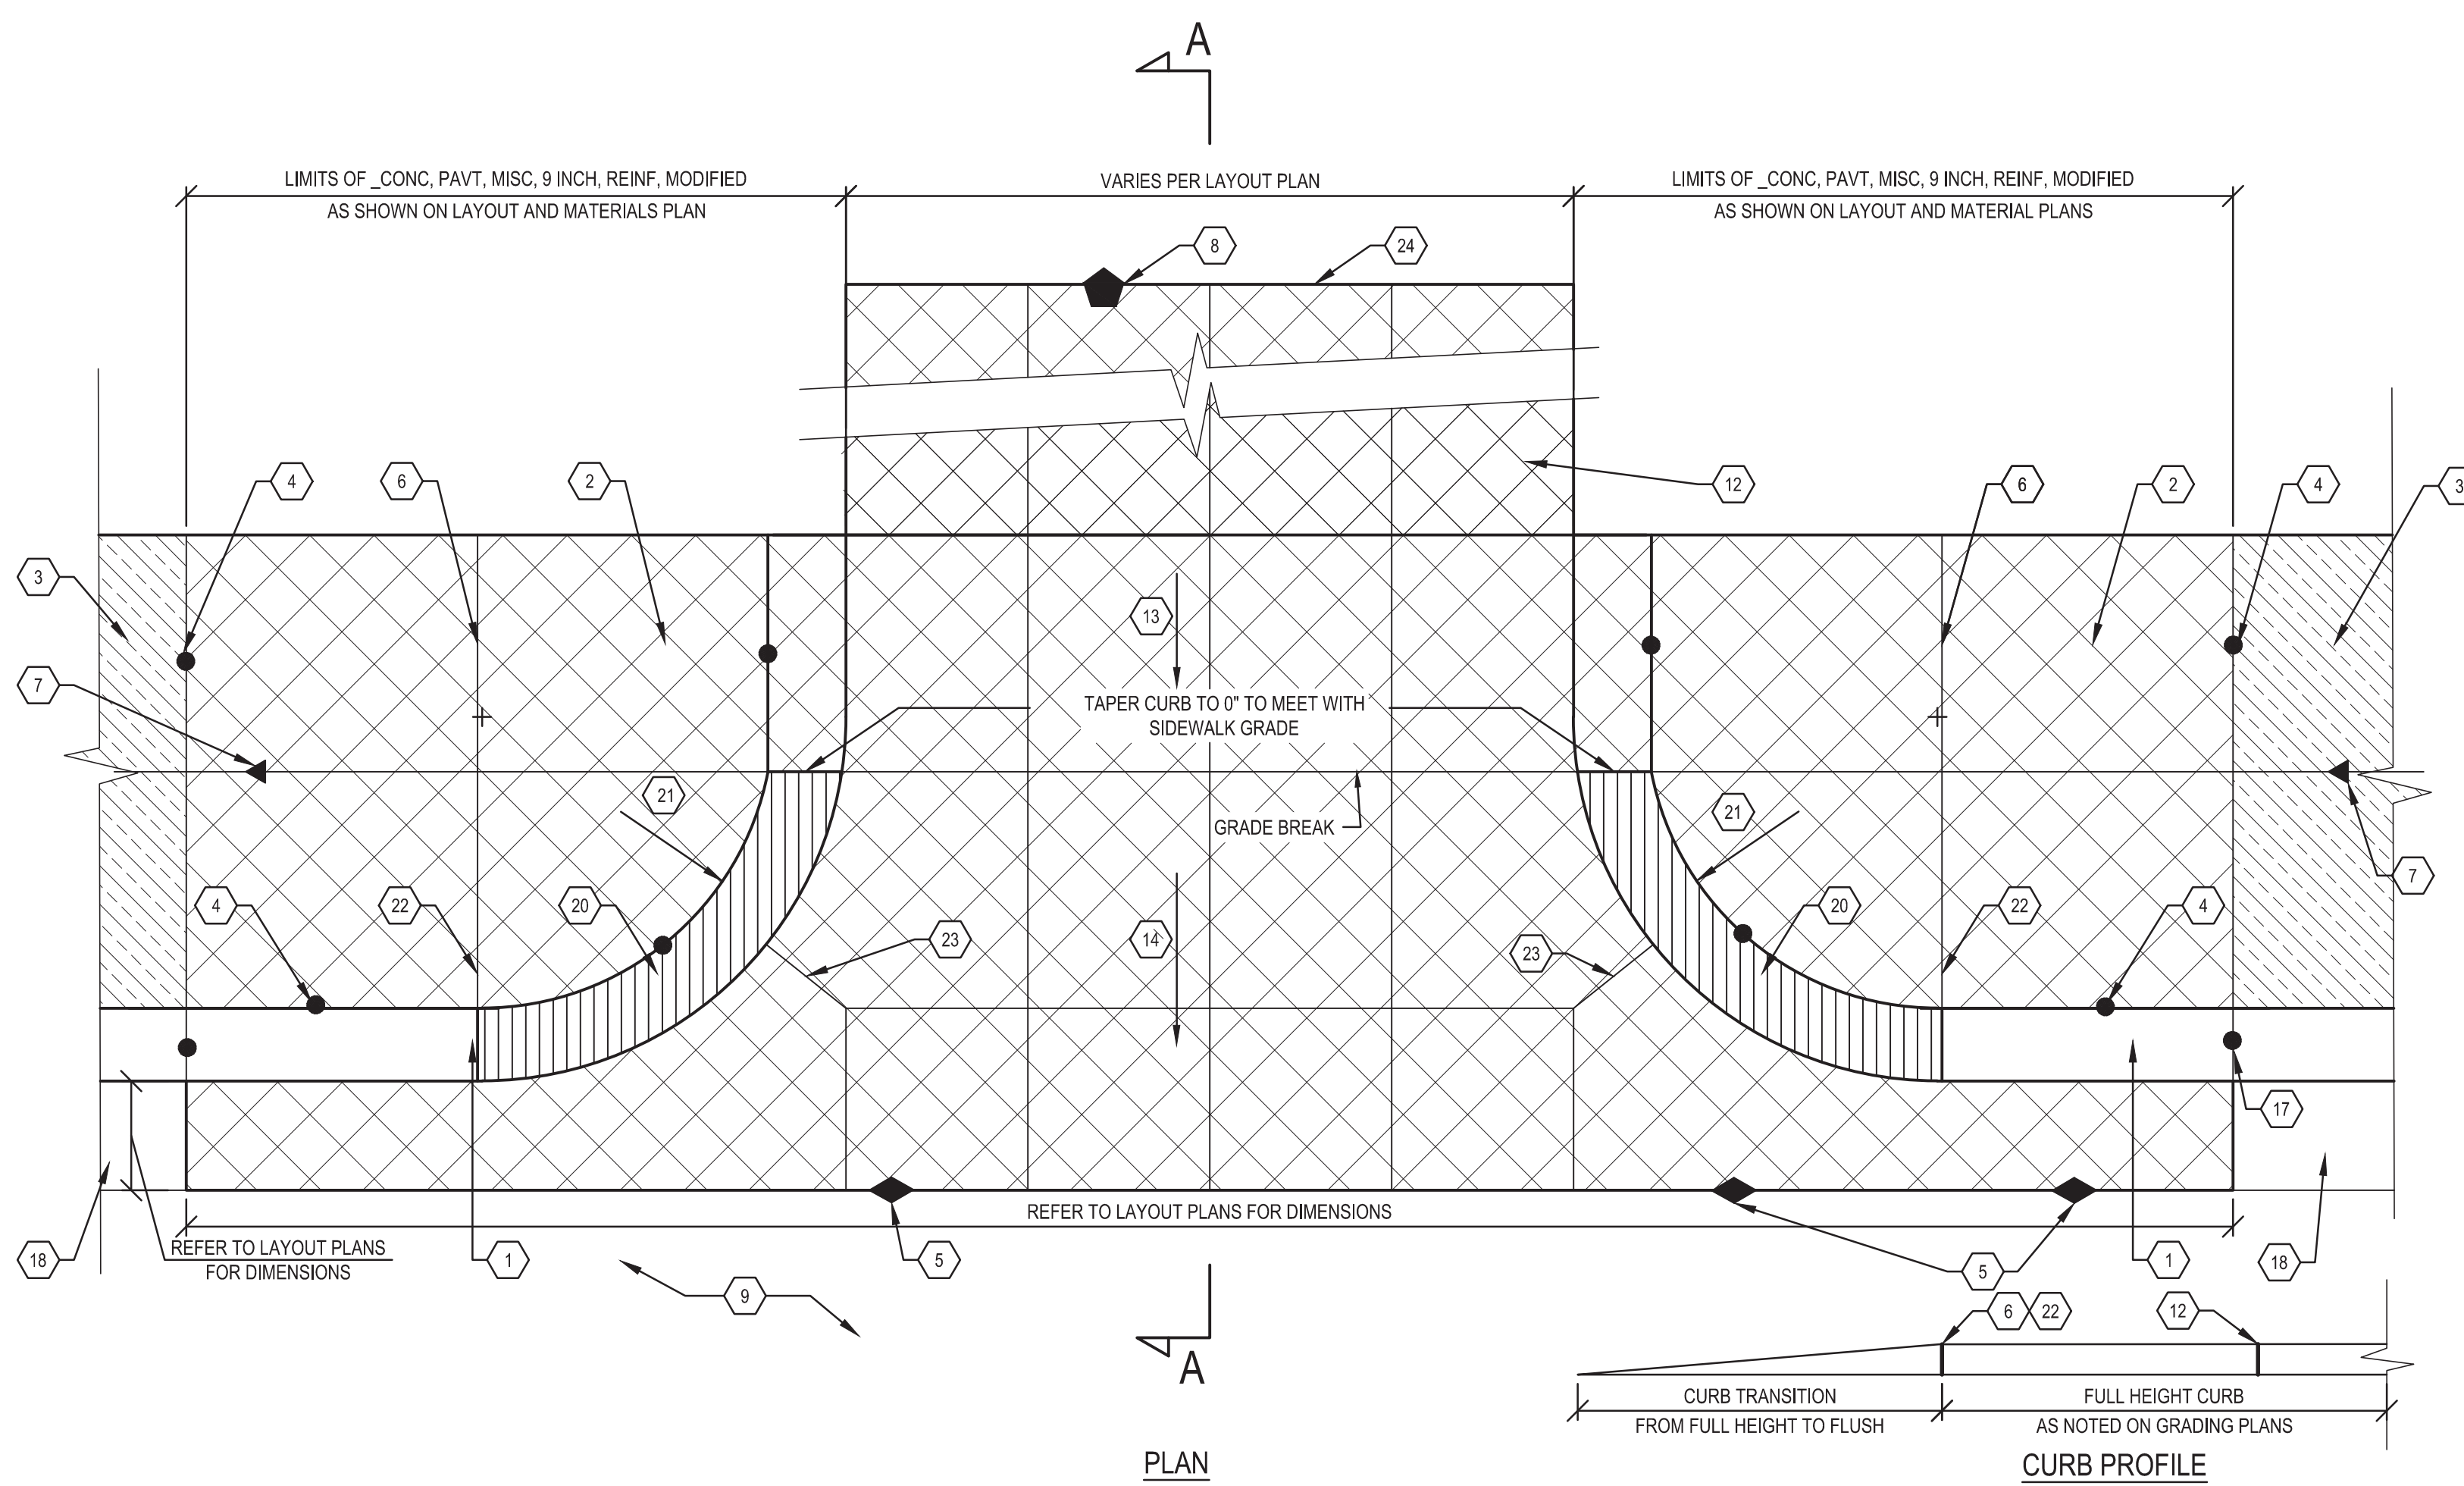 A
LIMITS OF _CONC, PAVT, MISC, 9 INCH, REINF, MODIFIED
AS SHOWN ON LAYOUT AND MATERIALS PLAN
VARIES PER LAYOUT PLAN
LIMITS OF _CONC, PAVT, MISC, 9 INCH, REINF, MODIFIED
AS SHOWN ON LAYOUT AND MATERIAL PLANS
8
24
4
6
2
12
6
2
4
3
3
13
7
TAPER CURB TO 0" TO MEET WITH
SIDEWALK GRADE
21
21
GRADE BREAK
7
4
22
20
23
14
23
20
22
4
17
REFER TO LAYOUT PLANS FOR DIMENSIONS
18
REFER TO LAYOUT PLANS
FOR DIMENSIONS
1
5
5
1
18
9
6
22
12
A
CURB TRANSITION
FROM FULL HEIGHT TO FLUSH
FULL HEIGHT CURB
AS NOTED ON GRADING PLANS
PLAN
CURB PROFILE